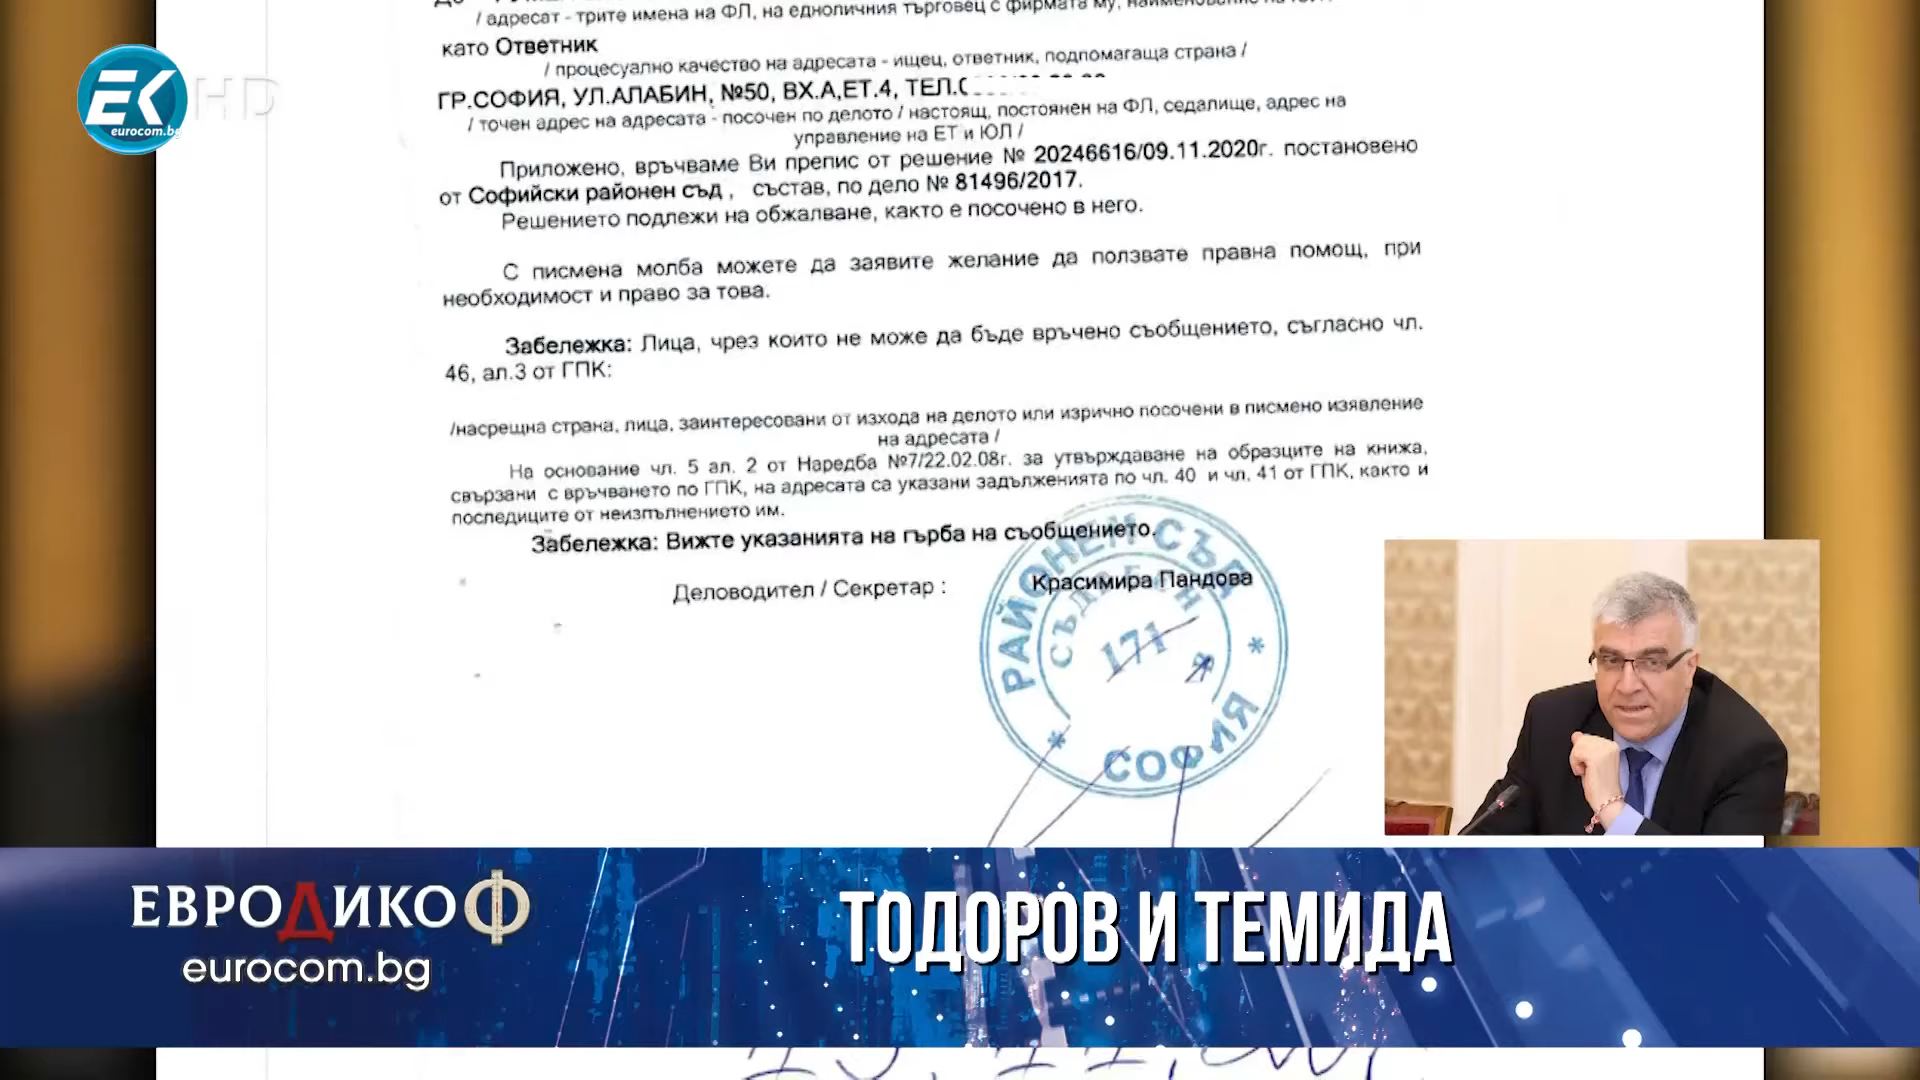 / адресат - трите имена на ФЛ, на едноличния търговец с фирмата му,
като Ответник
/ процесуално качество на адресата - ищец, ответник, подпомагаща страна /
ГР.СОФИЯ, УЛ.АЛАБИН, №50, ВХ.А,ЕТ.4, ТЕЛ.
/ точен адрес на адресата - посочен по делото / настоящ, постоянен на ФЛ, седалище, адрес на
управление на ЕТ и ЮЛ /
Приложено, връчваме Ви препис от решение № 20246616/09.11.2020г. постановено
от Софийски районен съд , състав, по дело № 81496/2017.
Решението подлежи на обжалване, както е посочено в него.
С писмена молба можете да заявите желание да ползвате правна помощ, при
необходимост и право за това.
Забележка: Лица, чрез които не може да бъде връчено съобщението, съгласно чл.
46, ал.3 от ГПК:
/насрещна страна, лица, заинтересовани от изхода на делото или изрично посочени в писмено изявление
на адресата /
На основание чл. 5 ал. 2 от Наредба №7/22.02.08г. за утвърждаване на образците на книжа,
свързани с връчването по ГПК, на адресата са указани задълженията по чл. 40 и чл. 41 от ГПК, както и
последиците от неизпълнението им.
Забележка: Вижте указанията на гърба на съобщението.
Деловодител / Секретар : Красимира Пандова
РАЙОНЕН СЪД
171
СОФИЯ
EK HD
eurocom.bg
ЕВРОДИКОФ
eurocom.bg
ТОДОРОВ И ТЕМИДА